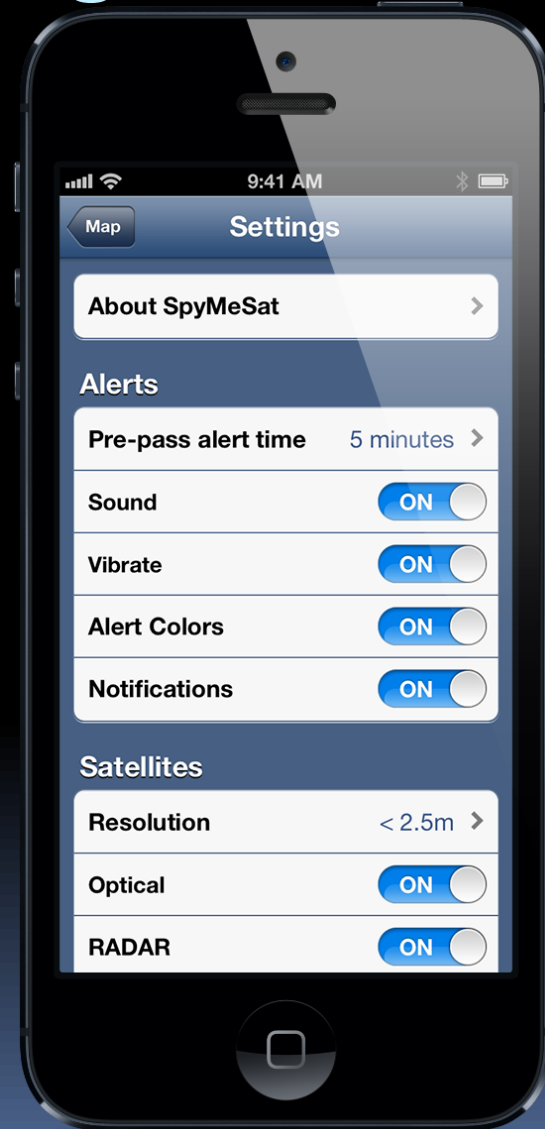 9:41 AM
Map
Settings
About SpyMeSat
Alerts
Pre-pass alert time 5 minutes
Sound ON
Vibrate ON
Alert Colors ON
Notifications ON
Satellites
Resolution < 2.5m
Optical ON
RADAR ON